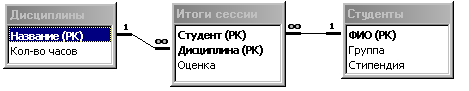 Дисциплины
Название (PK)
Кол-во часов
1
∞
Итоги сессии
Студент (PK)
Дисциплина (PK)
Оценка
∞
1
Студенты
ФИО (PK)
Группа
Стипендия